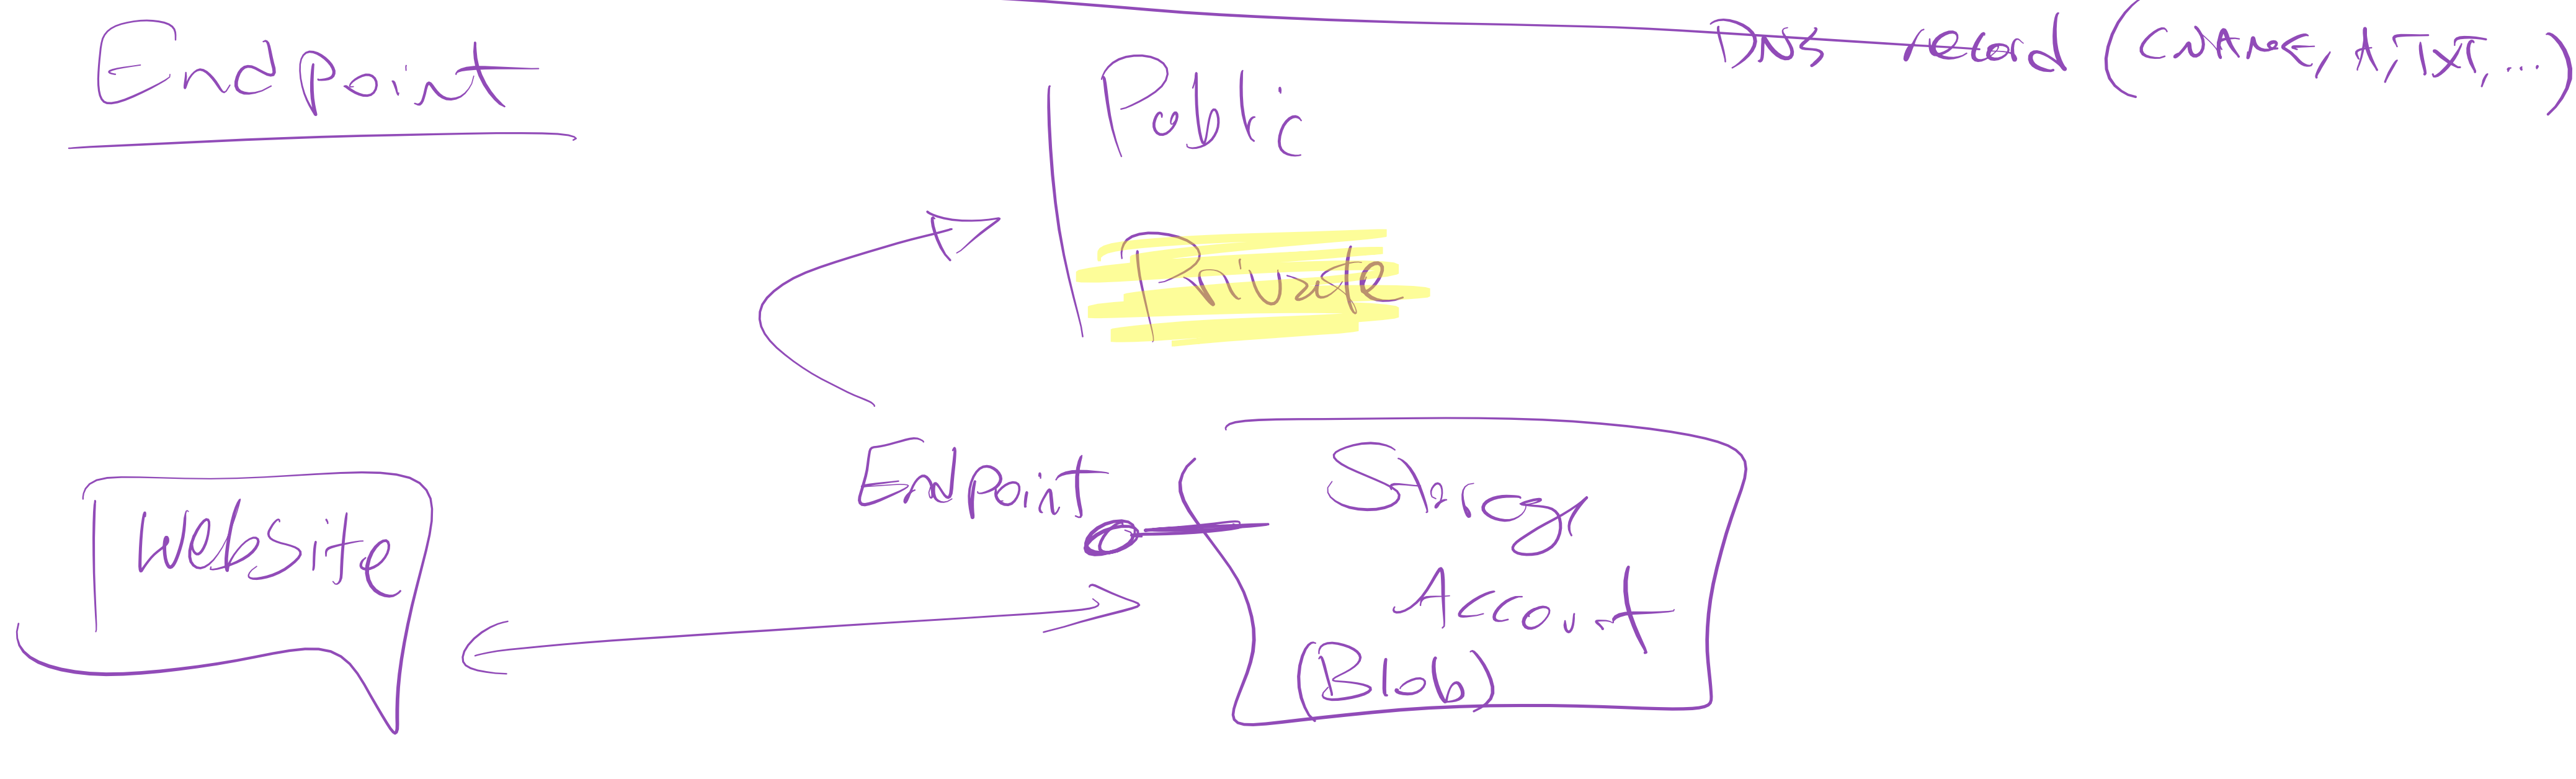 Endpoint
DNS record (CNAME, A, TXT, ...)
Public
Private
Endpoint
Storage
Account
(Blob)
Website